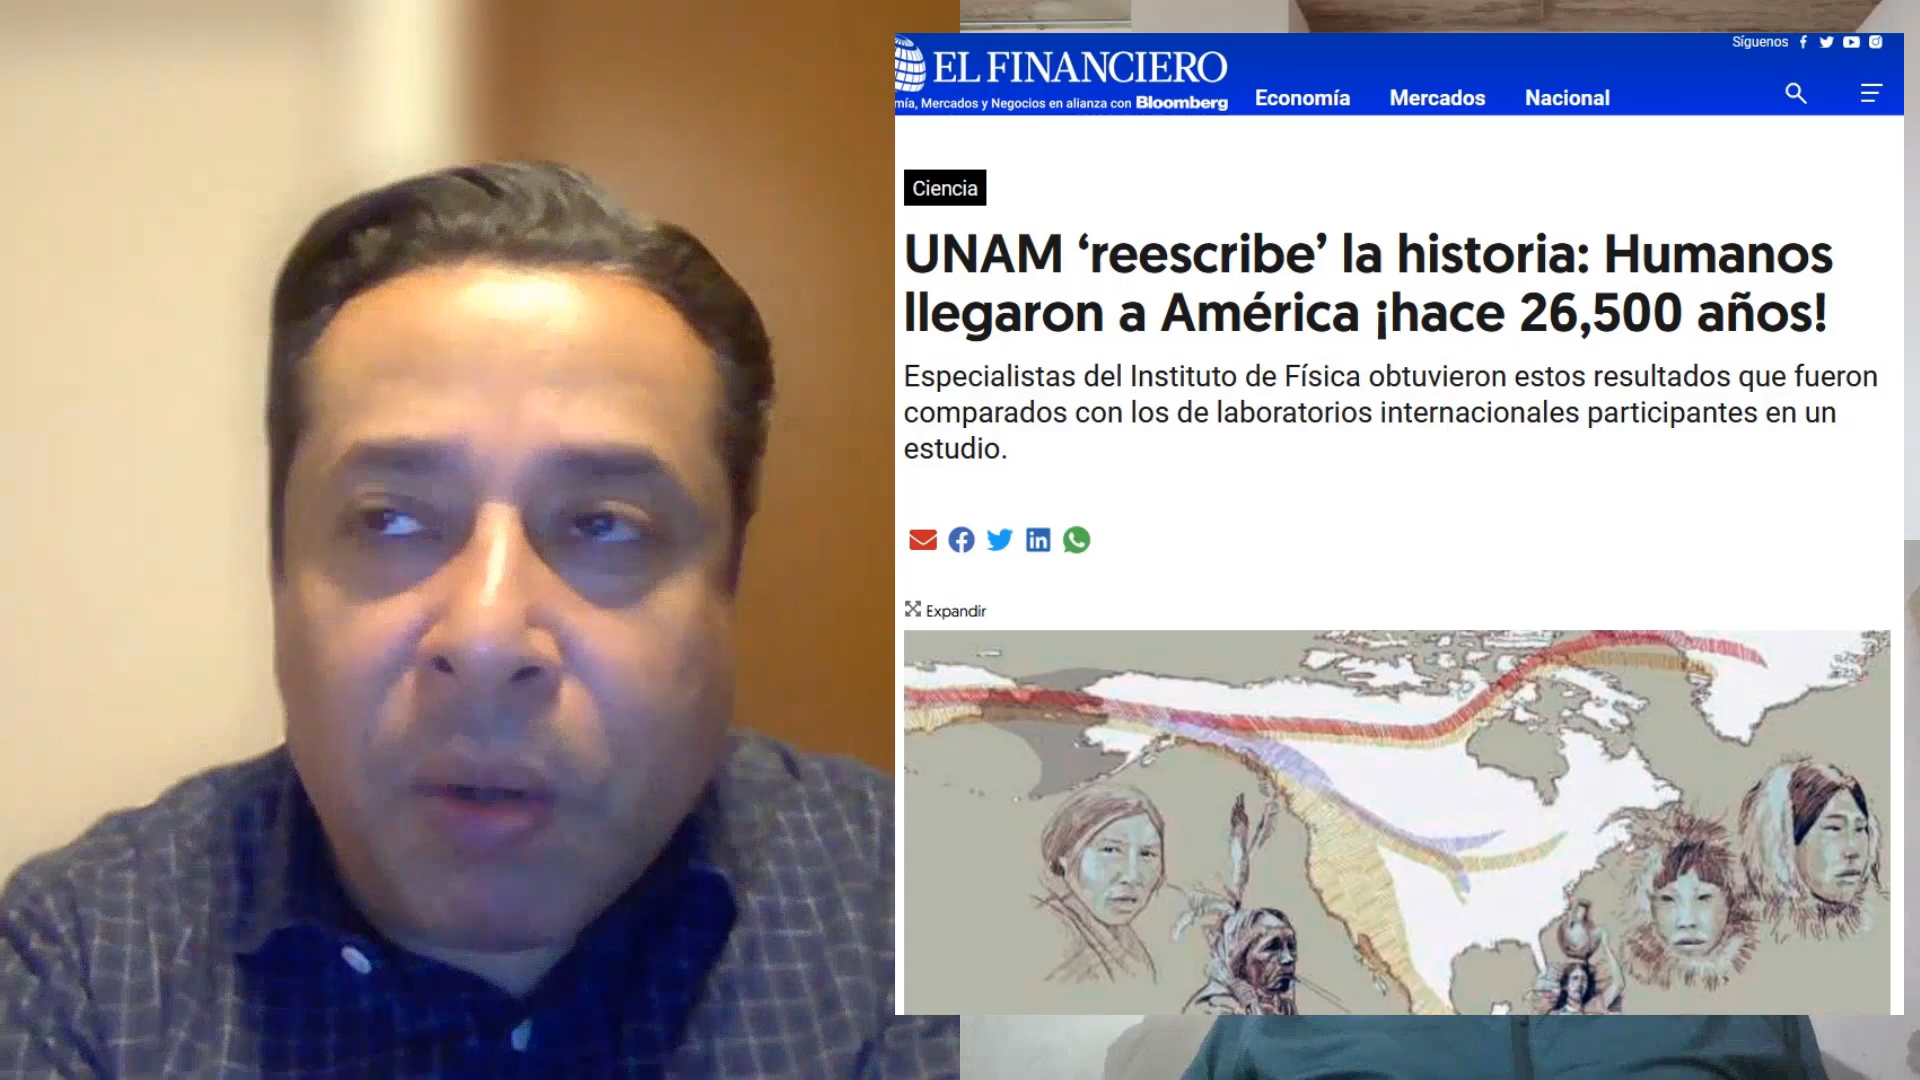 Síguenos
EL FINANCIERO
mía, Mercados y Negocios en alianza con Bloomberg
Economía Mercados Nacional
Ciencia
UNAM ‘reescribe’ la historia: Humanos
llegaron a América ¡hace 26,500 años!
Especialistas del Instituto de Física obtuvieron estos resultados que fueron
comparados con los de laboratorios internacionales participantes en un
estudio.
Expandir